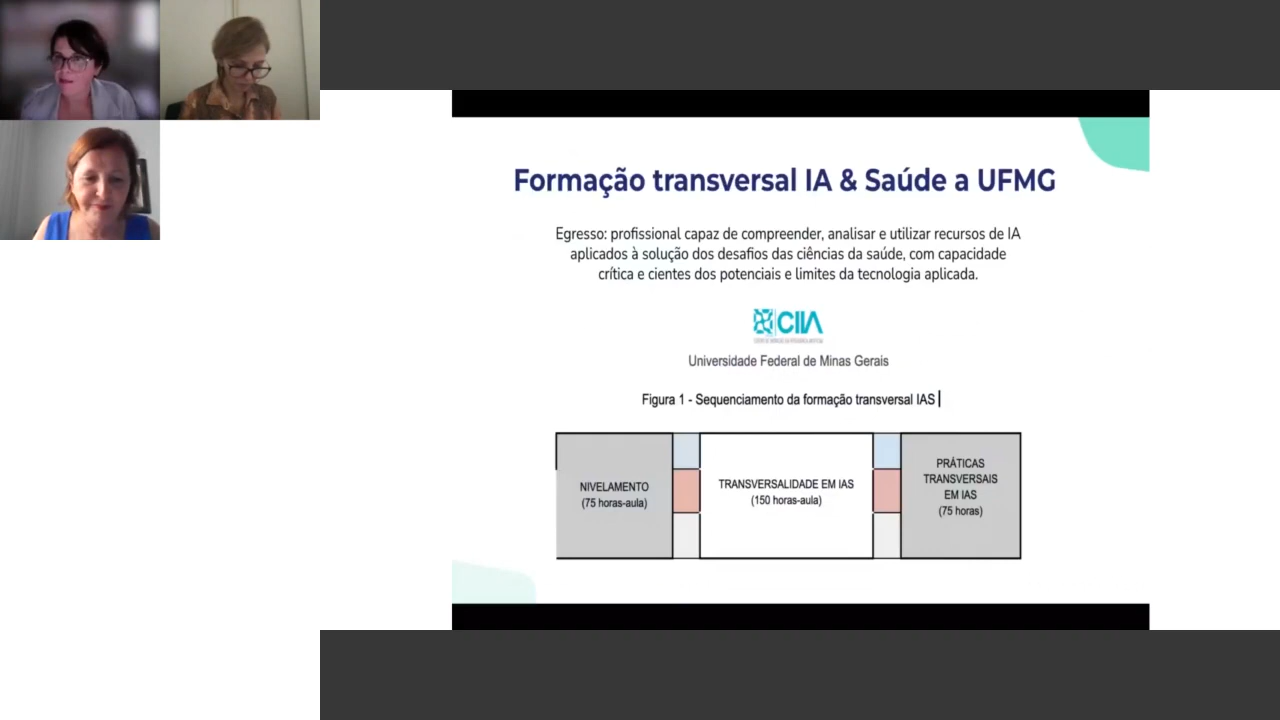 Formação transversal IA & Saúde a UFMG
Egresso: profissional capaz de compreender, analisar e utilizar recursos de IA
aplicados à solução dos desafios das ciências da saúde, com capacidade
crítica e cientes dos potenciais e limites da tecnologia aplicada.
CIIA
Universidade Federal de Minas Gerais
Figura 1 - Sequenciamento da formação transversal IAS
NIVELAMENTO
(75 horas-aula)
TRANSVERSALIDADE EM IAS
(150 horas-aula)
PRÁTICAS
TRANSVERSAIS
EM IAS
(75 horas)